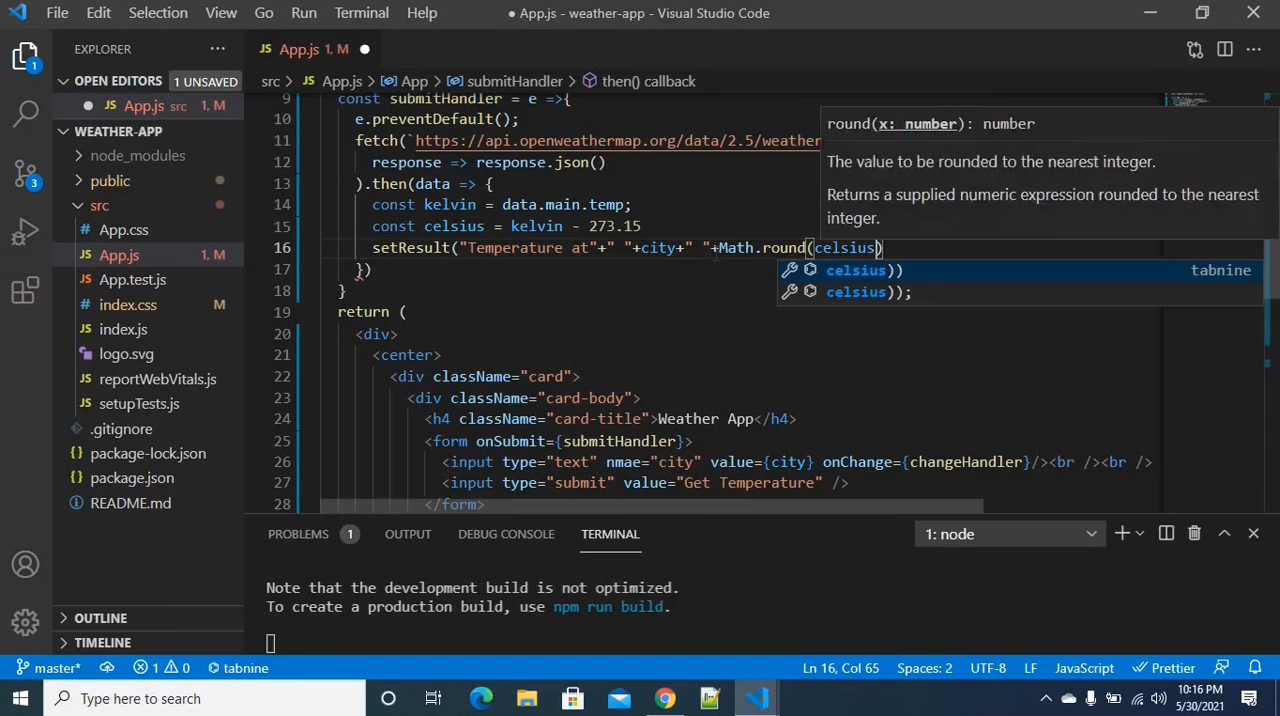 File Edit Selection View Go Run Terminal Help
● App.js - weather-app - Visual Studio Code
EXPLORER
JS App.js 1, M
OPEN EDITORS 1 UNSAVED
JS App.js src 1, M
WEATHER-APP
node_modules
public
src
App.css
JS App.js 1, M
JS App.test.js
index.css M
JS index.js
logo.svg
JS reportWebVitals.js
JS setupTests.js
.gitignore
package-lock.json
package.json
README.md
OUTLINE
TIMELINE
1
3
src > JS App.js > App > submitHandler > then() callback
9 const submitHandler = e =>{
10 e.preventDefault();
11 fetch(`https://api.openweathermap.org/data/2.5/weather
12 response => response.json()
13 ).then(data => {
14 const kelvin = data.main.temp;
15 const celsius = kelvin - 273.15
16 setResult("Temperature at"+" "+city+" "+Math.round(celsius)
17 })
18 }
19 return (
20 <div>
21 <center>
22 <div className="card">
23 <div className="card-body">
24 <h4 className="card-title">Weather App</h4>
25 <form onSubmit={submitHandler}>
26 <input type="text" nmae="city" value={city} onChange={changeHandler}/><br /><br />
27 <input type="submit" value="Get Temperature" />
28 </form>
round(x: number): number
The value to be rounded to the nearest integer.
Returns a supplied numeric expression rounded to the nearest
integer.
celsius)) tabnine
celsius));
PROBLEMS 1 OUTPUT DEBUG CONSOLE TERMINAL
1: node
Note that the development build is not optimized.
To create a production build, use npm run build.
master* 1 0 tabnine
Ln 16, Col 65 Spaces: 2 UTF-8 LF JavaScript Prettier
Type here to search
10:16 PM
5/30/2021